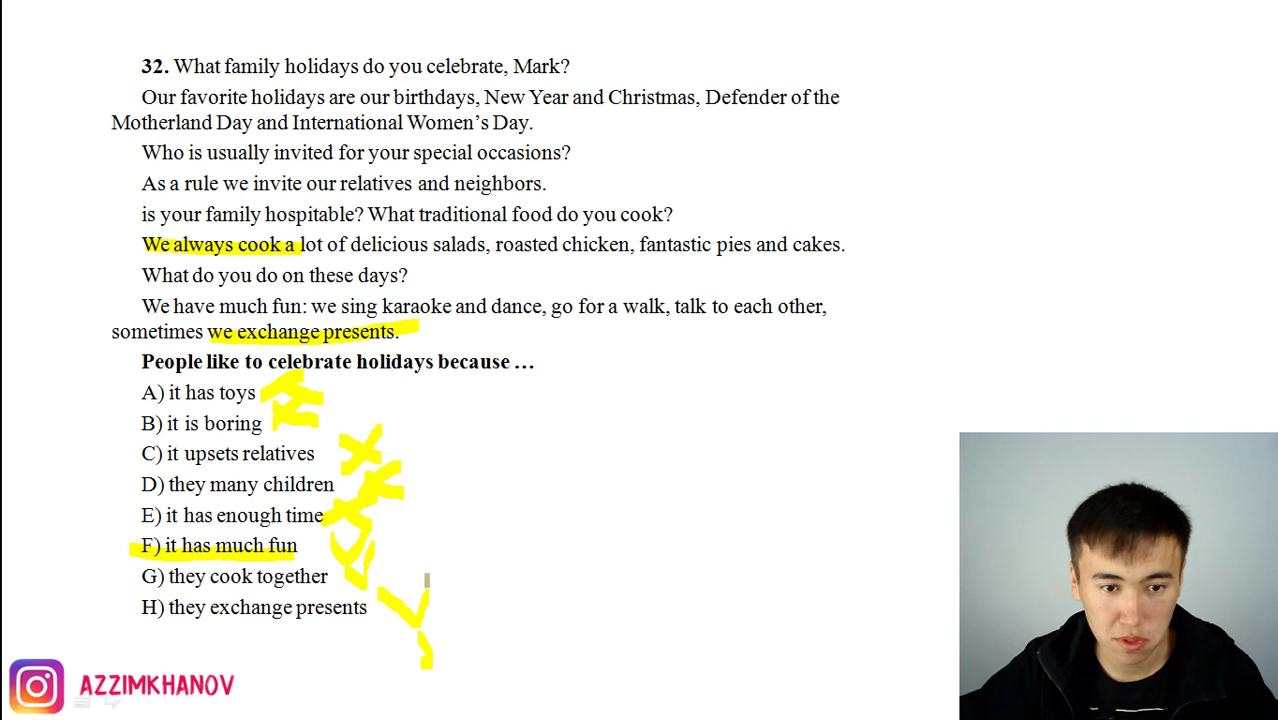 32. What family holidays do you celebrate, Mark?
Our favorite holidays are our birthdays, New Year and Christmas, Defender of the
Motherland Day and International Women's Day.
Who is usually invited for your special occasions?
As a rule we invite our relatives and neighbors.
is your family hospitable? What traditional food do you cook?
We always cook a lot of delicious salads, roasted chicken, fantastic pies and cakes.
What do you do on these days?
We have much fun: we sing karaoke and dance, go for a walk, talk to each other,
sometimes we exchange presents.
People like to celebrate holidays because …
A) it has toys
B) it is boring
C) it upsets relatives
D) they many children
E) it has enough time
F) it has much fun
G) they cook together
H) they exchange presents
AZZIMKHANOV